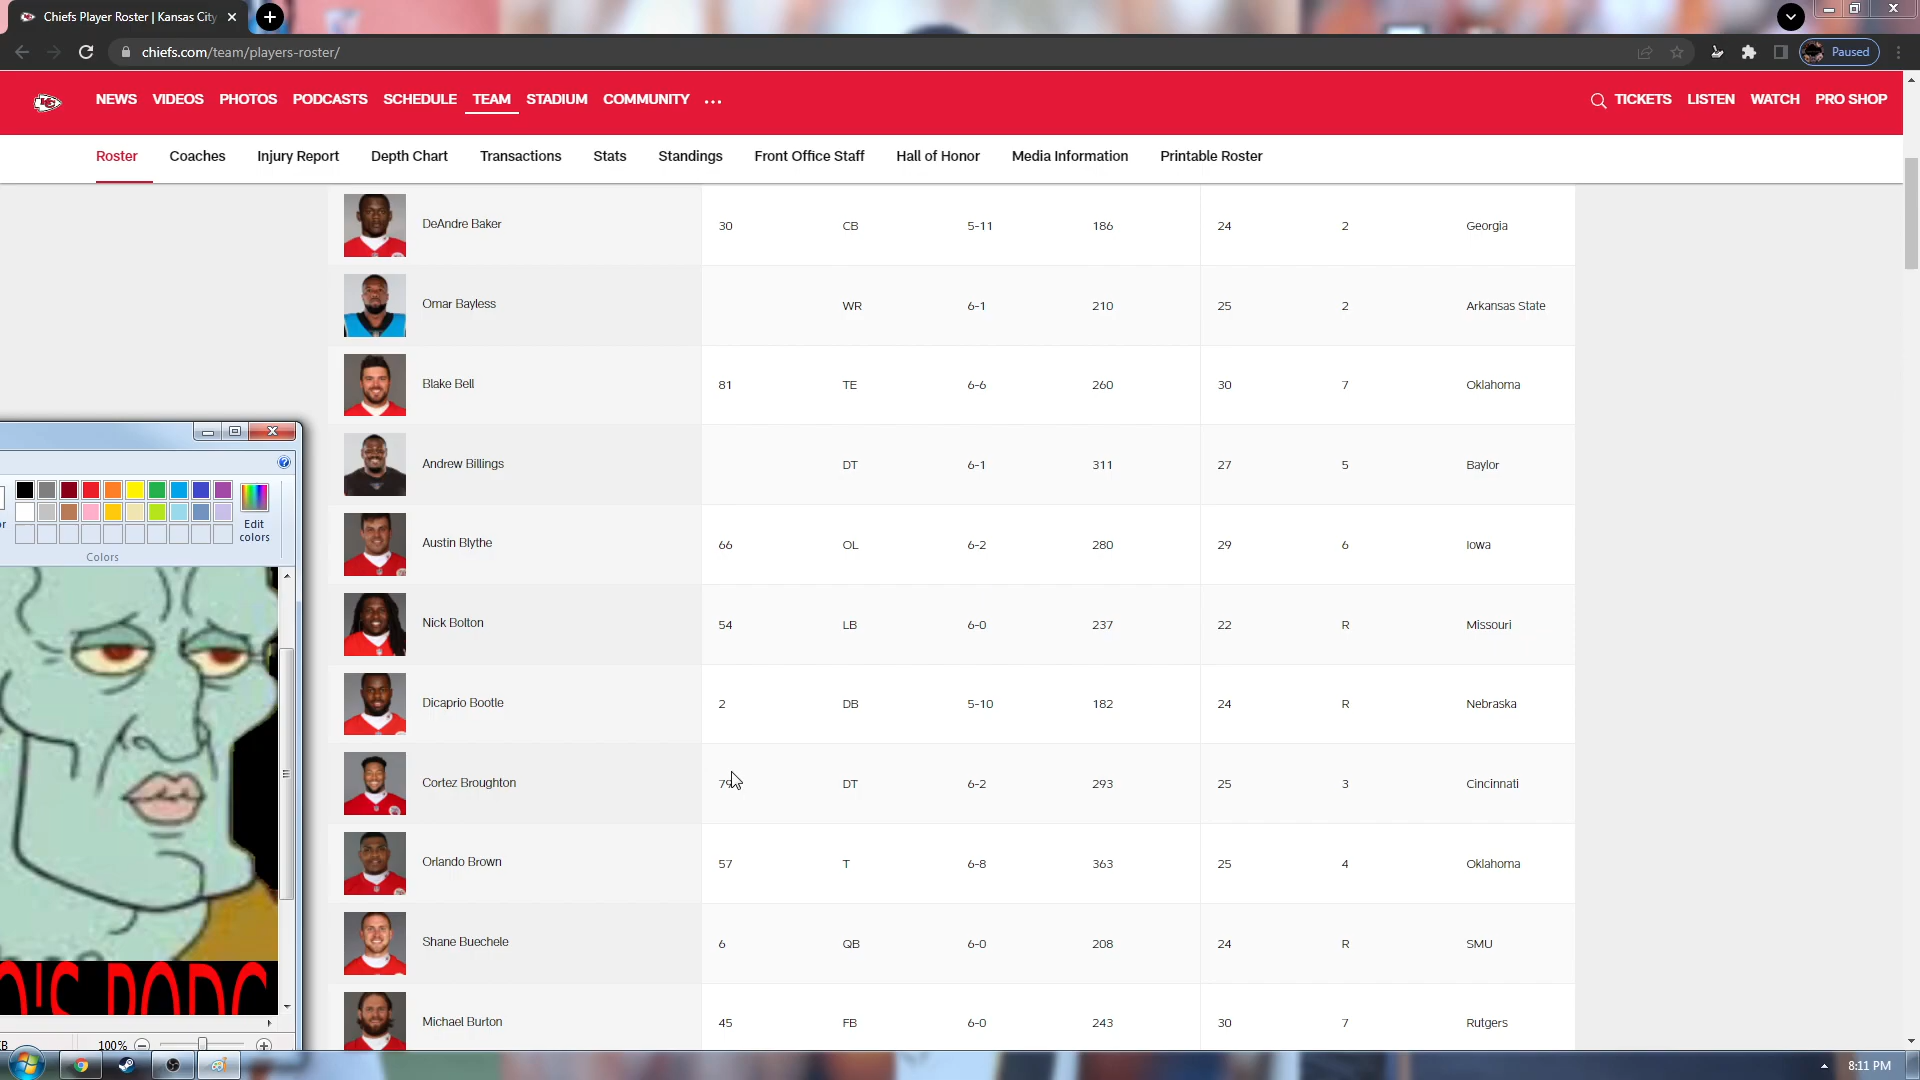 Chiefs Player Roster | Kansas City
chiefs.com/team/players-roster/
Paused
NEWS VIDEOS PHOTOS PODCASTS SCHEDULE TEAM STADIUM COMMUNITY ... TICKETS LISTEN WATCH PRO SHOP
Roster Coaches Injury Report Depth Chart Transactions Stats Standings Front Office Staff Hall of Honor Media Information Printable Roster
DeAndre Baker 30 CB 5-11 186 24 2 Georgia
Omar Bayless WR 6-1 210 25 2 Arkansas State
Blake Bell 81 TE 6-6 260 30 7 Oklahoma
Andrew Billings DT 6-1 311 27 5 Baylor
Austin Blythe 66 OL 6-2 280 29 6 Iowa
Nick Bolton 54 LB 6-0 237 22 R Missouri
Dicaprio Bootle 2 DB 5-10 182 24 R Nebraska
Cortez Broughton 79 DT 6-2 293 25 3 Cincinnati
Orlando Brown 57 T 6-8 363 25 4 Oklahoma
Shane Buechele 6 QB 6-0 208 24 R SMU
Michael Burton 45 FB 6-0 243 30 7 Rutgers
Edit
colors
Colors
100%
8:11 PM